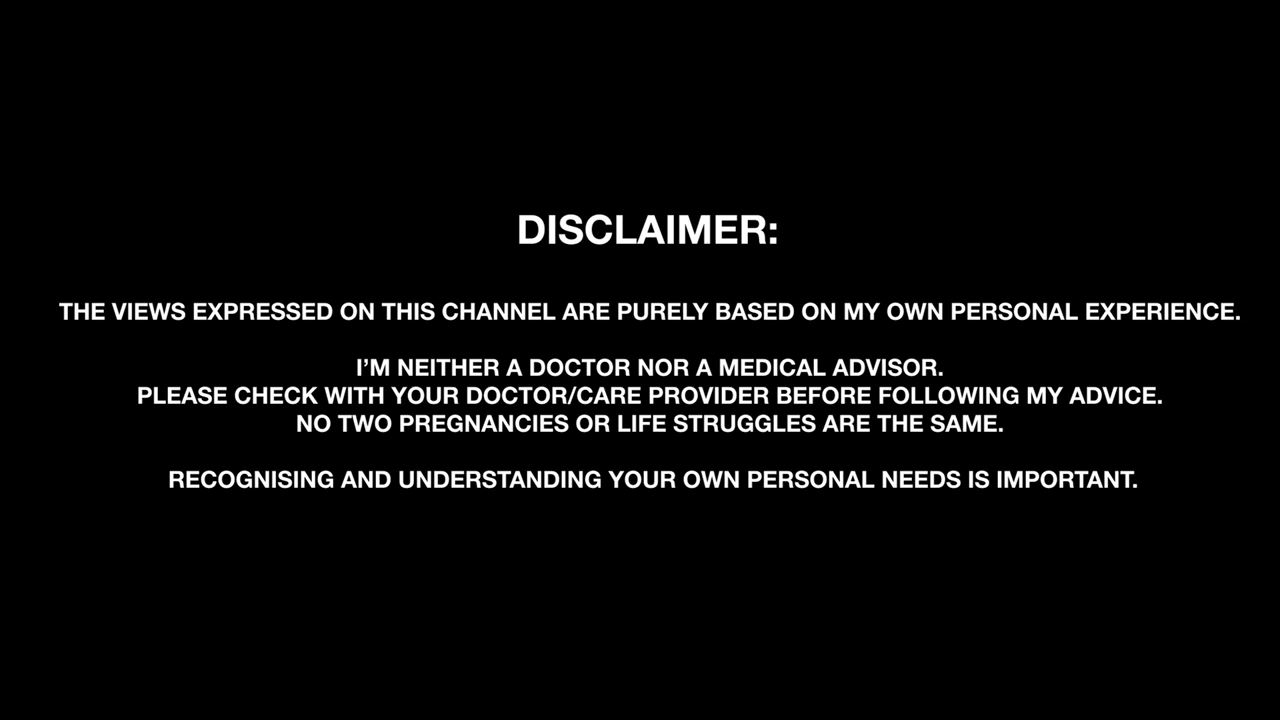 DISCLAIMER:
THE VIEWS EXPRESSED ON THIS CHANNEL ARE PURELY BASED ON MY OWN PERSONAL EXPERIENCE.
I’M NEITHER A DOCTOR NOR A MEDICAL ADVISOR.
PLEASE CHECK WITH YOUR DOCTOR/CARE PROVIDER BEFORE FOLLOWING MY ADVICE.
NO TWO PREGNANCIES OR LIFE STRUGGLES ARE THE SAME.
RECOGNISING AND UNDERSTANDING YOUR OWN PERSONAL NEEDS IS IMPORTANT.